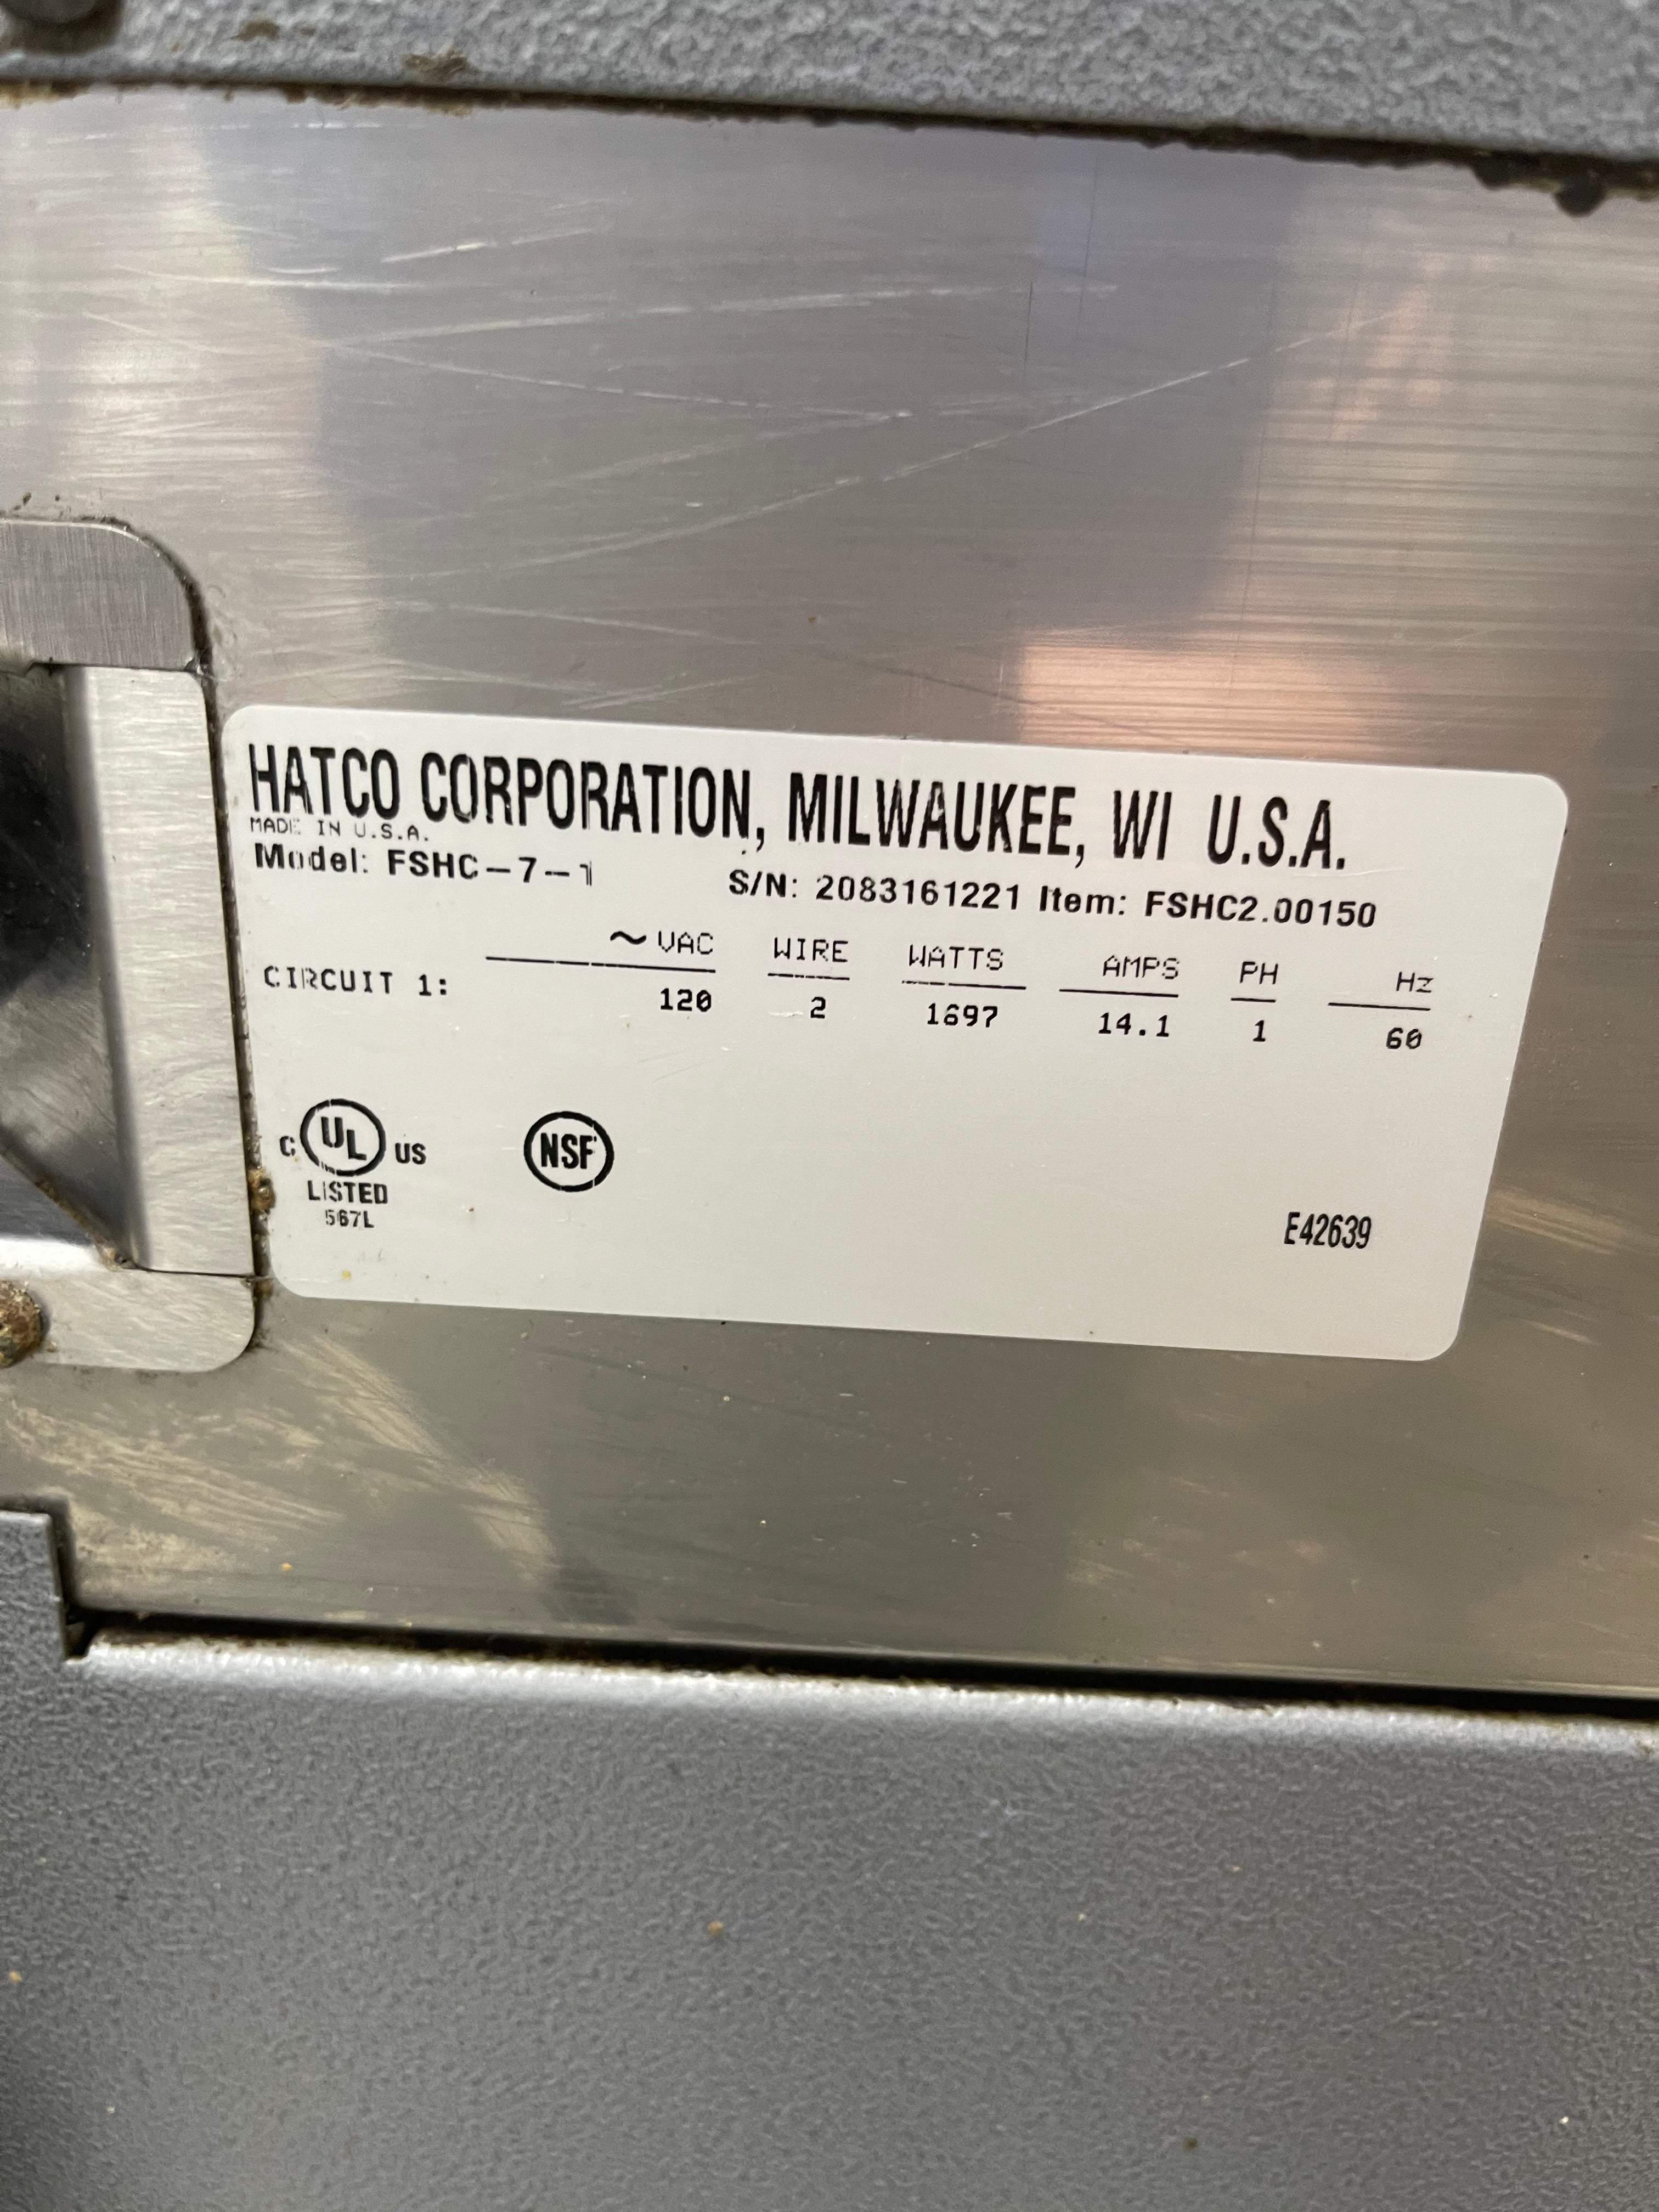 HATCO CORPORATION, MILWAUKEE, WI U.S.A.
MADE IN U.S.A.
Model: FSHC-7-1 S/N: 2083161221 Item: FSHC2.00150
~VAC WIRE WATTS AMPS PH Hz
CIRCUIT 1: 120 2 1697 14.1 1 60
C UL US
LISTED
567L
NSF
E42639